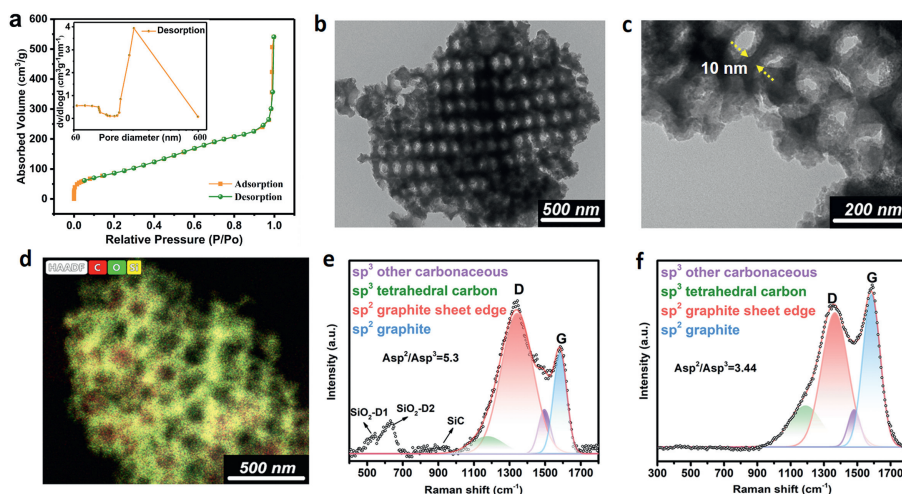 a
Absorbed Volume (cm³/g)
600
500
400
300
200
100
0
dv/dlogd (cm³g⁻¹nm⁻¹)
4
3
2
1
0
Desorption
60
600
Pore diameter (nm)
Adsorption
Desorption
0.0 0.2 0.4 0.6 0.8 1.0
Relative Pressure (P/Po)
b
500 nm
c
10 nm
200 nm
d
HAADF C O Si
500 nm
e
sp³ other carbonaceous
sp³ tetrahedral carbon
sp² graphite sheet edge
sp² graphite
D
G
Asp²/Asp³=5.3
SiO₂-D1
SiO₂-D2
SiC
Intensity (a.u.)
500 700 900 1100 1300 1500 1700
Raman shift (cm⁻¹)
f
sp³ other carbonaceous
sp³ tetrahedral carbon
sp² graphite sheet edge
sp² graphite
D
G
Asp²/Asp³=3.44
Intensity (a.u.)
300 500 700 900 1100 1300 1500 1700
Raman shift (cm⁻¹)